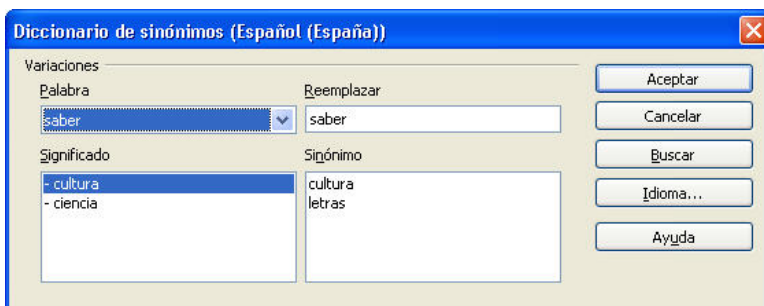 Diccionario de sinónimos (Español (España))
Variaciones
Palabra
saber
Reemplazar
saber
Significado
- cultura
- ciencia
Sinónimo
cultura
letras
Aceptar
Cancelar
Buscar
Idioma...
Ayuda